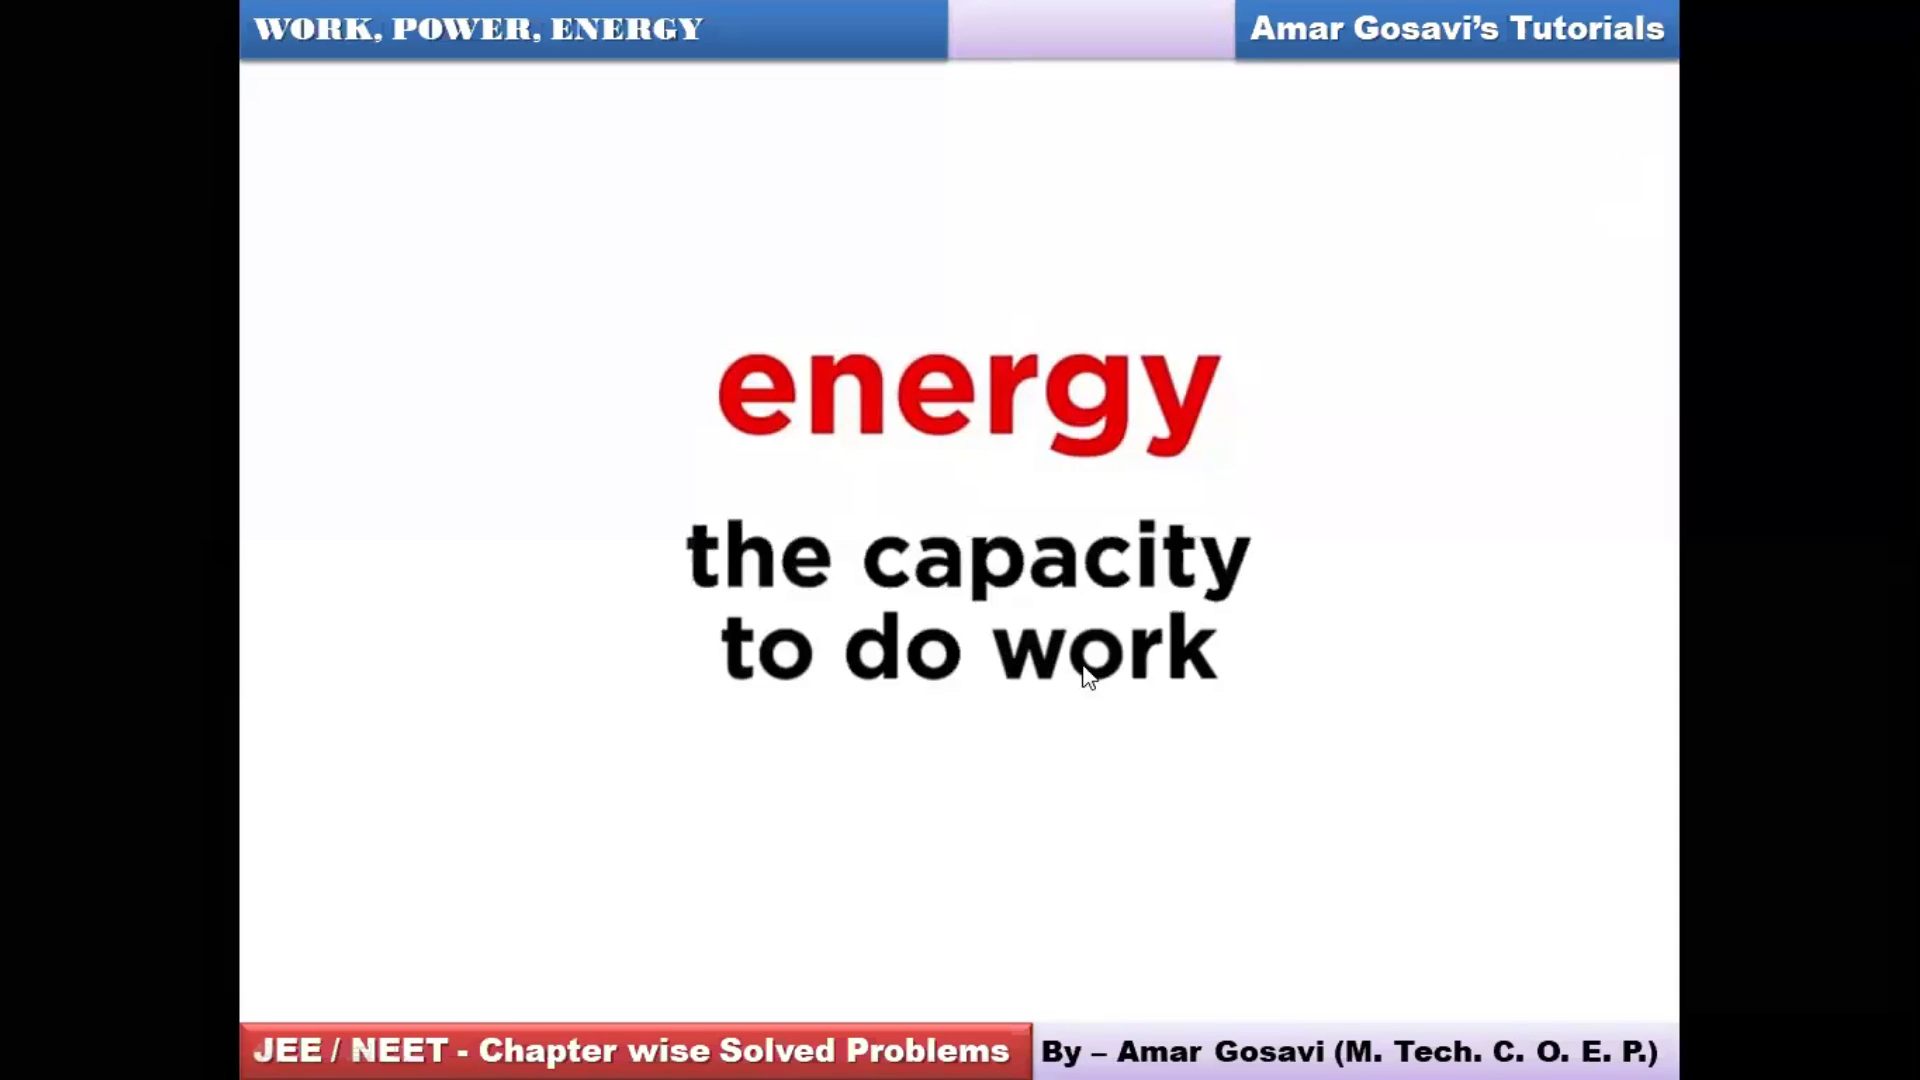 WORK, POWER, ENERGY
Amar Gosavi’s Tutorials
energy
the capacity
to do work
JEE / NEET - Chapter wise Solved Problems
By – Amar Gosavi (M. Tech. C. O. E. P.)